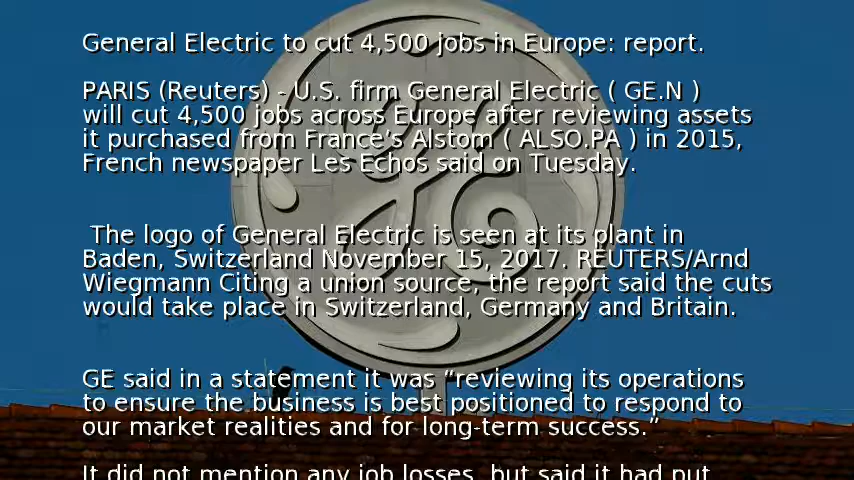 General Electric to cut 4,500 jobs in Europe: report.
PARIS (Reuters) - U.S. firm General Electric ( GE.N )
will cut 4,500 jobs across Europe after reviewing assets
it purchased from France’s Alstom ( ALSO.PA ) in 2015,
French newspaper Les Echos said on Tuesday.
The logo of General Electric is seen at its plant in
Baden, Switzerland November 15, 2017. REUTERS/Arnd
Wiegmann Citing a union source, the report said the cuts
would take place in Switzerland, Germany and Britain.
GE said in a statement it was “reviewing its operations
to ensure the business is best positioned to respond to
our market realities and for long-term success.”
It did not mention any job losses, but said it had put